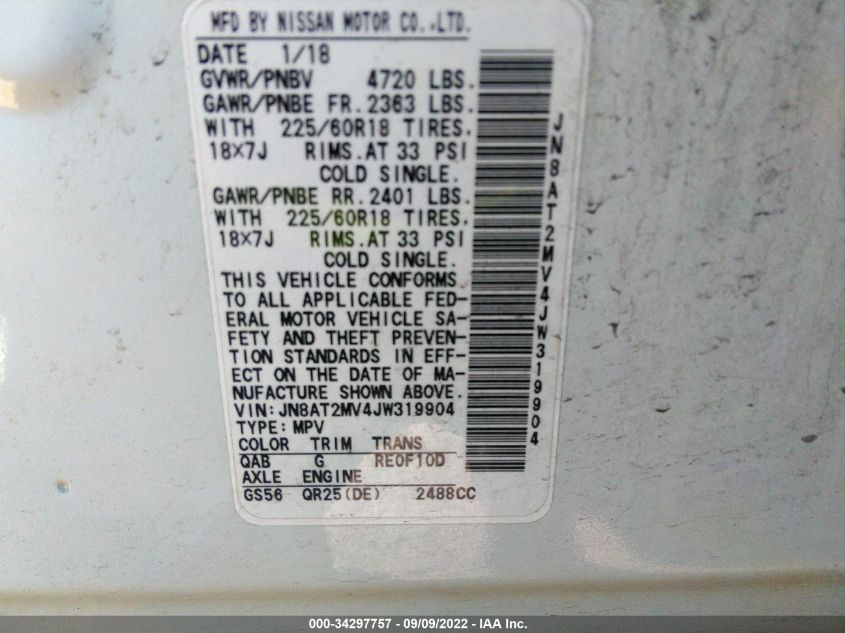 MFD BY NISSAN MOTOR CO.,LTD.
DATE 1/18
GVWR/PNBV 4720 LBS.
GAWR/PNBE FR. 2363 LBS.
WITH 225/60R18 TIRES.
18X7J RIMS. AT 33 PSI
COLD SINGLE.
GAWR/PNBE RR. 2401 LBS.
WITH 225/60R18 TIRES.
18X7J RIMS. AT 33 PSI
COLD SINGLE.
THIS VEHICLE CONFORMS
TO ALL APPLICABLE FED-
ERAL MOTOR VEHICLE SA-
FETY AND THEFT PREVEN-
TION STANDARDS IN EFF-
ECT ON THE DATE OF MA-
NUFACTURE SHOWN ABOVE.
VIN: JN8AT2MV4JW319904
TYPE: MPV
COLOR TRIM TRANS
QAB G RE0F10D
AXLE ENGINE
GS56 QR25(DE) 2488CC
JN8AT2MV4JW319904
000-34297757 - 09/09/2022 - IAA Inc.